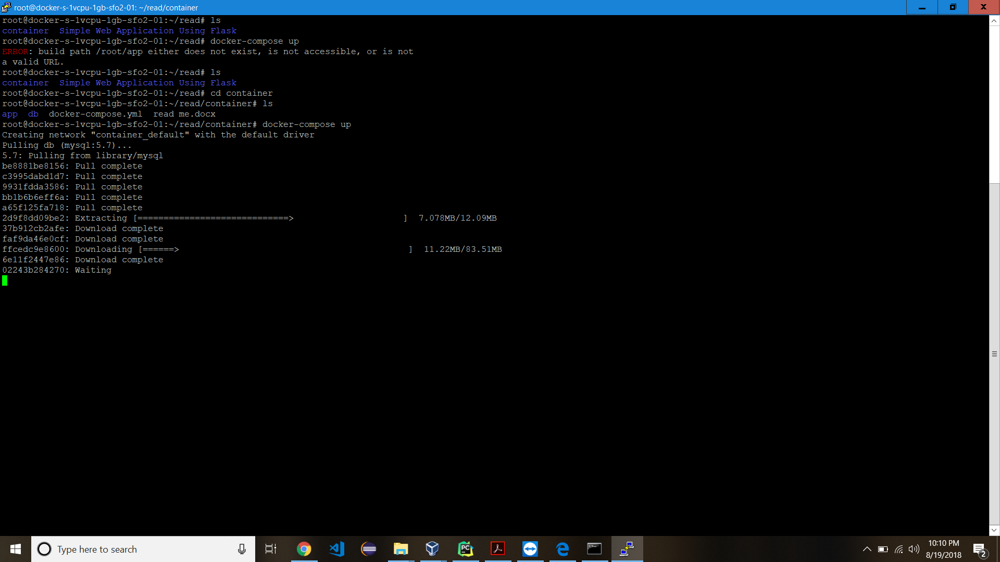 root@docker-s-1vcpu-1gb-sfo2-01: ~/read/container
root@docker-s-1vcpu-1gb-sfo2-01:~/read# ls
container  Simple Web Application Using Flask
root@docker-s-1vcpu-1gb-sfo2-01:~/read# docker-compose up
ERROR: build path /root/app either does not exist, is not accessible, or is not
a valid URL.
root@docker-s-1vcpu-1gb-sfo2-01:~/read# ls
container  Simple Web Application Using Flask
root@docker-s-1vcpu-1gb-sfo2-01:~/read# cd container
root@docker-s-1vcpu-1gb-sfo2-01:~/read/container# ls
app  db  docker-compose.yml  read me.docx
root@docker-s-1vcpu-1gb-sfo2-01:~/read/container# docker-compose up
Creating network "container_default" with the default driver
Pulling db (mysql:5.7)...
5.7: Pulling from library/mysql
be8881be8156: Pull complete
c3995dabd1d7: Pull complete
9931fdda3586: Pull complete
bb1b6b6eff6a: Pull complete
a65f125fa718: Pull complete
2d9f8dd09be2: Extracting [=============================>                     ]  7.078MB/12.09MB
37b912cb2afe: Download complete
faf9da46e0cf: Download complete
ffcedc9e8600: Downloading [======>                                            ]  11.22MB/83.51MB
6e11f2447e86: Download complete
02243b284270: Waiting
Type here to search
PC
10:10 PM
8/19/2018
2